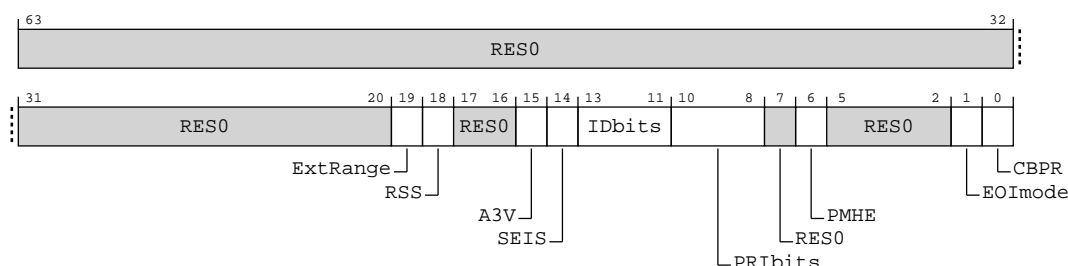 63 32
RES0
31 20 19 18 17 16 15 14 13 11 10 8 7 6 5 2 1 0
RES0 RES0 IDbits RES0
ExtRange CBPR
RSS EOImode
A3V PMHE
SEIS RES0
PRIbits